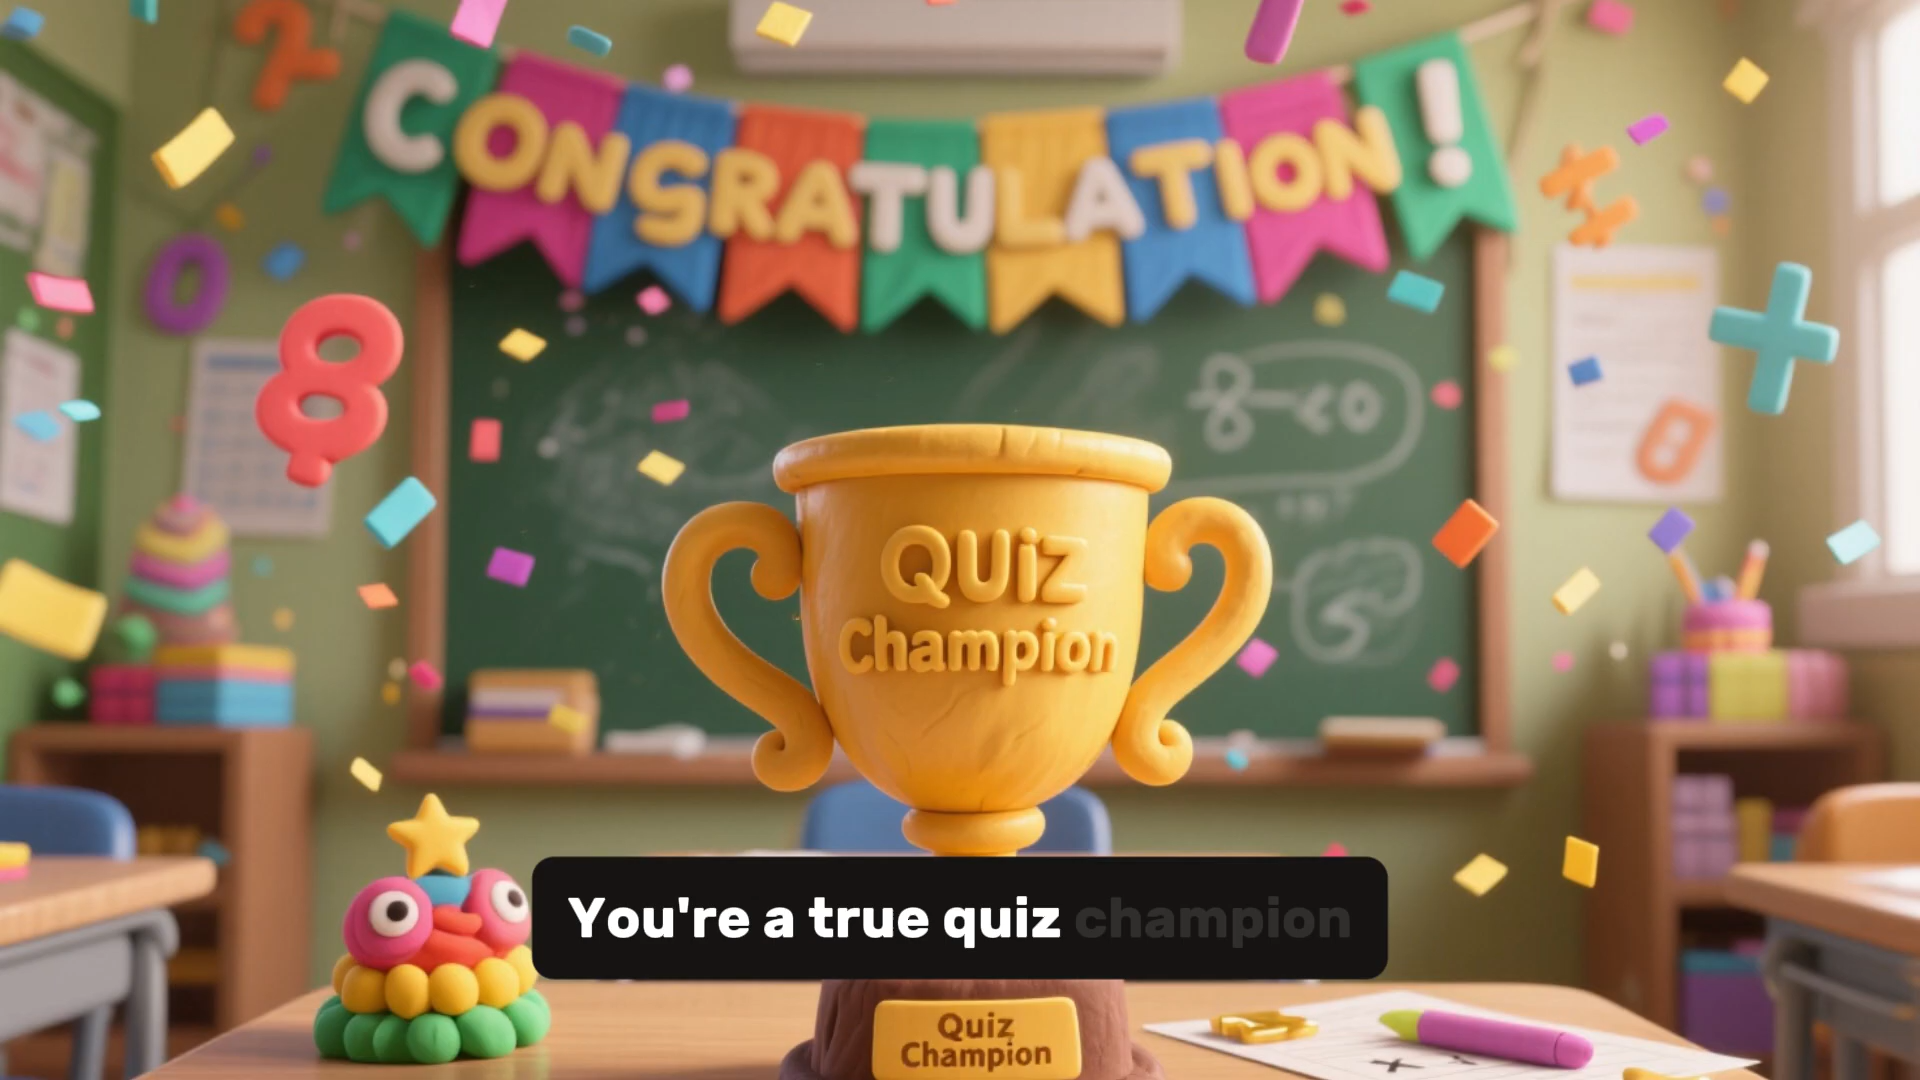 CONGRATULATION!
QUiZ
Champion
You're a true quiz champion
Quiz
Champion